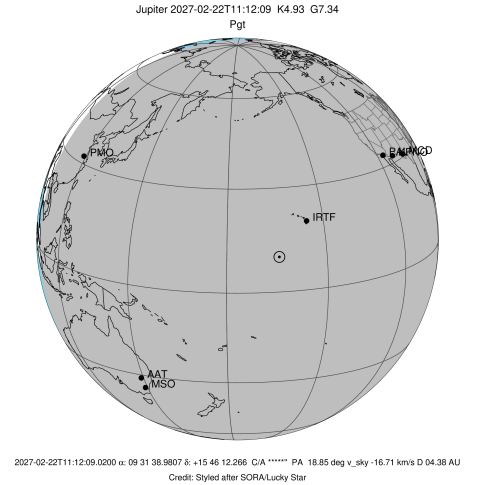 Jupiter 2027-02-22T11:12:09 K4.93 G7.34
Pgt
PMO
IRTF
AAT
MSO
2027-02-22T11:12:09.0200 α: 09 31 38.9807 δ: +15 46 12.266 C/A *****" PA 18.85 deg v_sky -16.71 km/s D 04.38 AU
Credit: Styled after SORA/Lucky Star